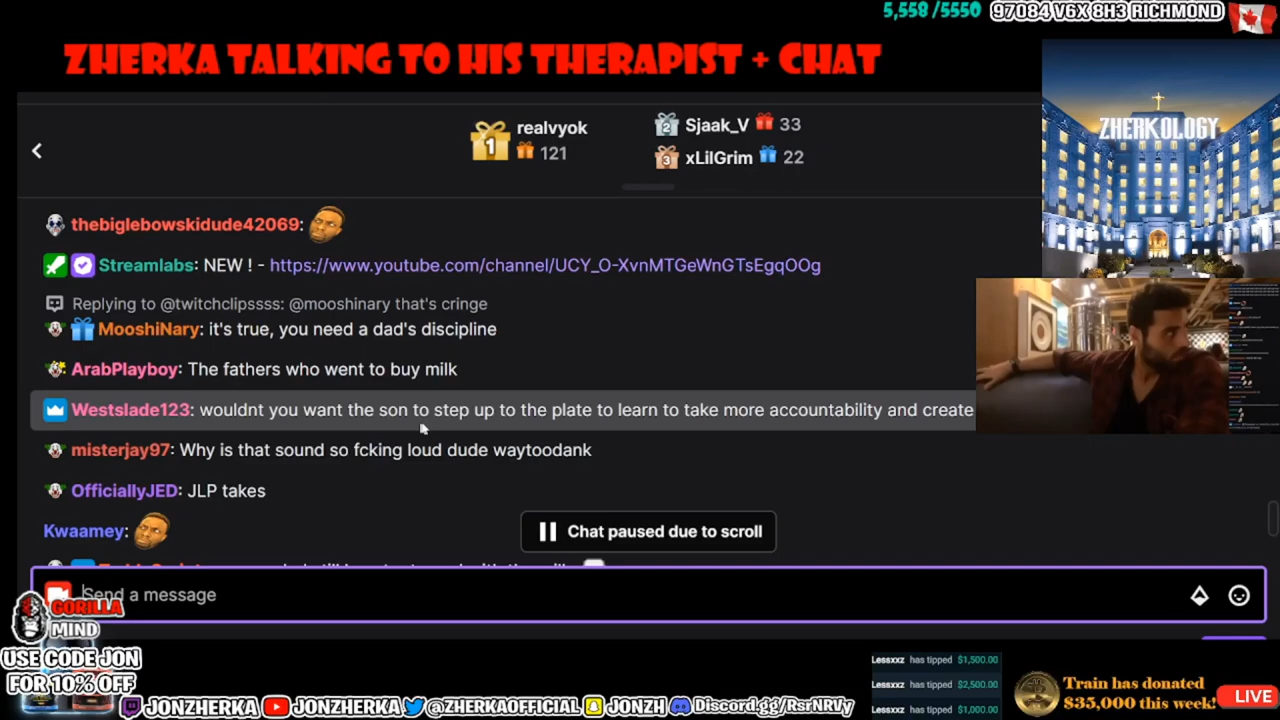 5,558 /5550
97084 V6X 8H3 RICHMOND
ZHERKA TALKING TO HIS THERAPIST + CHAT
1 realvyok
121
2 Sjaak_V 33
3 xLilGrim 22
ZHERKOLOGY
thebiglebowskidude42069:
Streamlabs: NEW ! - https://www.youtube.com/channel/UCY_O-XvnMTGeWnGTsEgqOOg
Replying to @twitchclipssss: @mooshinary that's cringe
MooshiNary: it's true, you need a dad's discipline
ArabPlayboy: The fathers who went to buy milk
Westslade123: wouldnt you want the son to step up to the plate to learn to take more accountability and create
misterjay97: Why is that sound so fcking loud dude waytoodank
OfficiallyJED: JLP takes
Kwaamey:
Chat paused due to scroll
Send a message
GORILLA
MIND
USE CODE JON
FOR 10% OFF
JONZHERKA JONZHERKA @ZHERKAOFFICIAL JONZH Discord.gg/RsrNRVy
Lessxxz has tipped $1,500.00
Lessxxz has tipped $2,500.00
Lessxxz has tipped $1,000.00
Train has donated
$35,000 this week!
LIVE